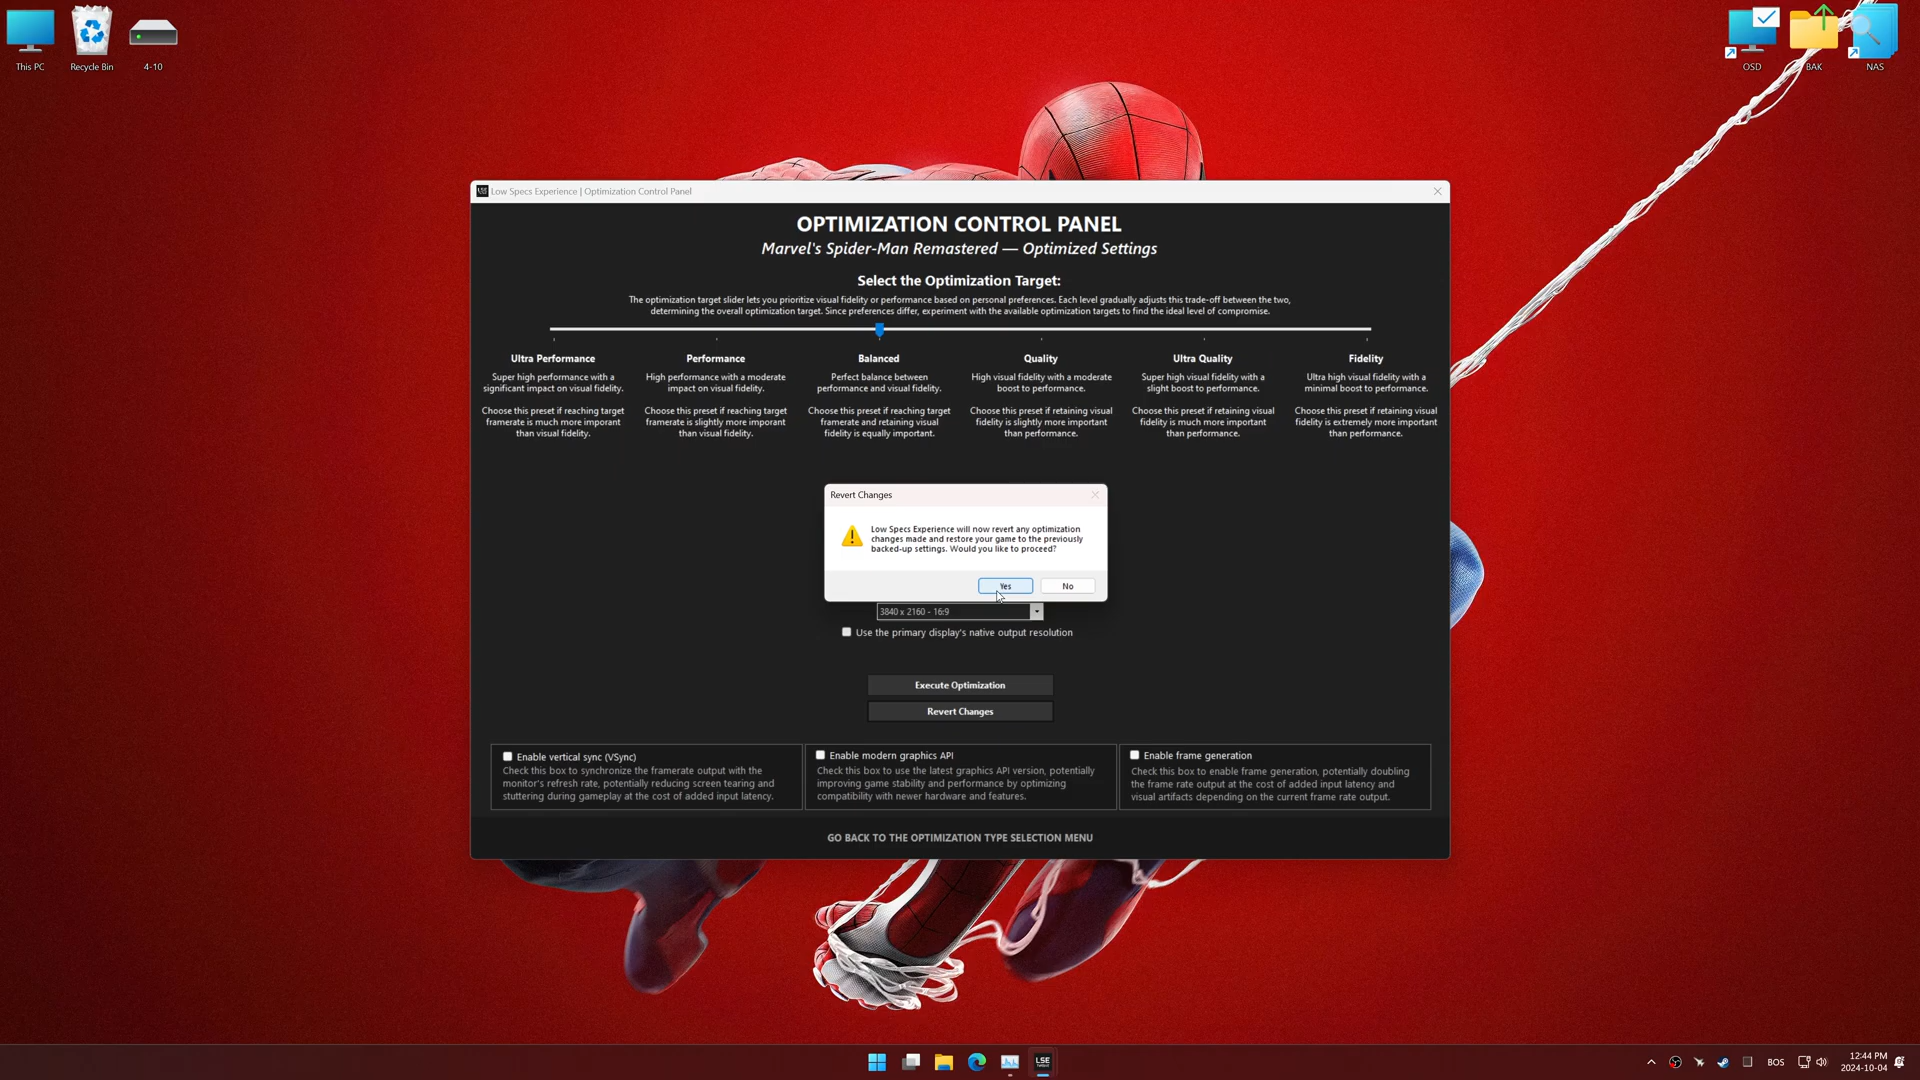 This PC
Recycle Bin
4-10
OSD
BAK
NAS
LSE Low Specs Experience | Optimization Control Panel
OPTIMIZATION CONTROL PANEL
Marvel's Spider-Man Remastered — Optimized Settings
Select the Optimization Target:
The optimization target slider lets you prioritize visual fidelity or performance based on personal preferences. Each level gradually adjusts this trade-off between the two,
determining the overall optimization target. Since preferences differ, experiment with the available optimization targets to find the ideal level of compromise.
Ultra Performance
Super high performance with a
significant impact on visual fidelity.
Choose this preset if reaching target
framerate is much more imporant
than visual fidelity.
Performance
High performance with a moderate
impact on visual fidelity.
Choose this preset if reaching target
framerate is slightly more imporant
than visual fidelity.
Balanced
Perfect balance between
performance and visual fidelity.
Choose this preset if reaching target
framerate and retaining visual
fidelity is equally important.
Quality
High visual fidelity with a moderate
boost to performance.
Choose this preset if retaining visual
fidelity is slightly more important
than performance.
Ultra Quality
Super high visual fidelity with a
slight boost to performance.
Choose this preset if retaining visual
fidelity is much more important
than performance.
Fidelity
Ultra high visual fidelity with a
minimal boost to performance.
Choose this preset if retaining visual
fidelity is extremely more important
than performance.
Revert Changes
Low Specs Experience will now revert any optimization
changes made and restore your game to the previously
backed-up settings. Would you like to proceed?
Yes
No
3840 x 2160 - 16:9
Use the primary display's native output resolution
Execute Optimization
Revert Changes
Enable vertical sync (VSync)
Check this box to synchronize the framerate output with the
monitor's refresh rate, potentially reducing screen tearing and
stuttering during gameplay at the cost of added input latency.
Enable modern graphics API
Check this box to use the latest graphics API version, potentially
improving game stability and performance by optimizing
compatibility with newer hardware and features.
Enable frame generation
Check this box to enable frame generation, potentially doubling
the frame rate output at the cost of added input latency and
visual artifacts depending on the current frame rate output.
GO BACK TO THE OPTIMIZATION TYPE SELECTION MENU
LSE
BOS
12:44 PM
2024-10-04